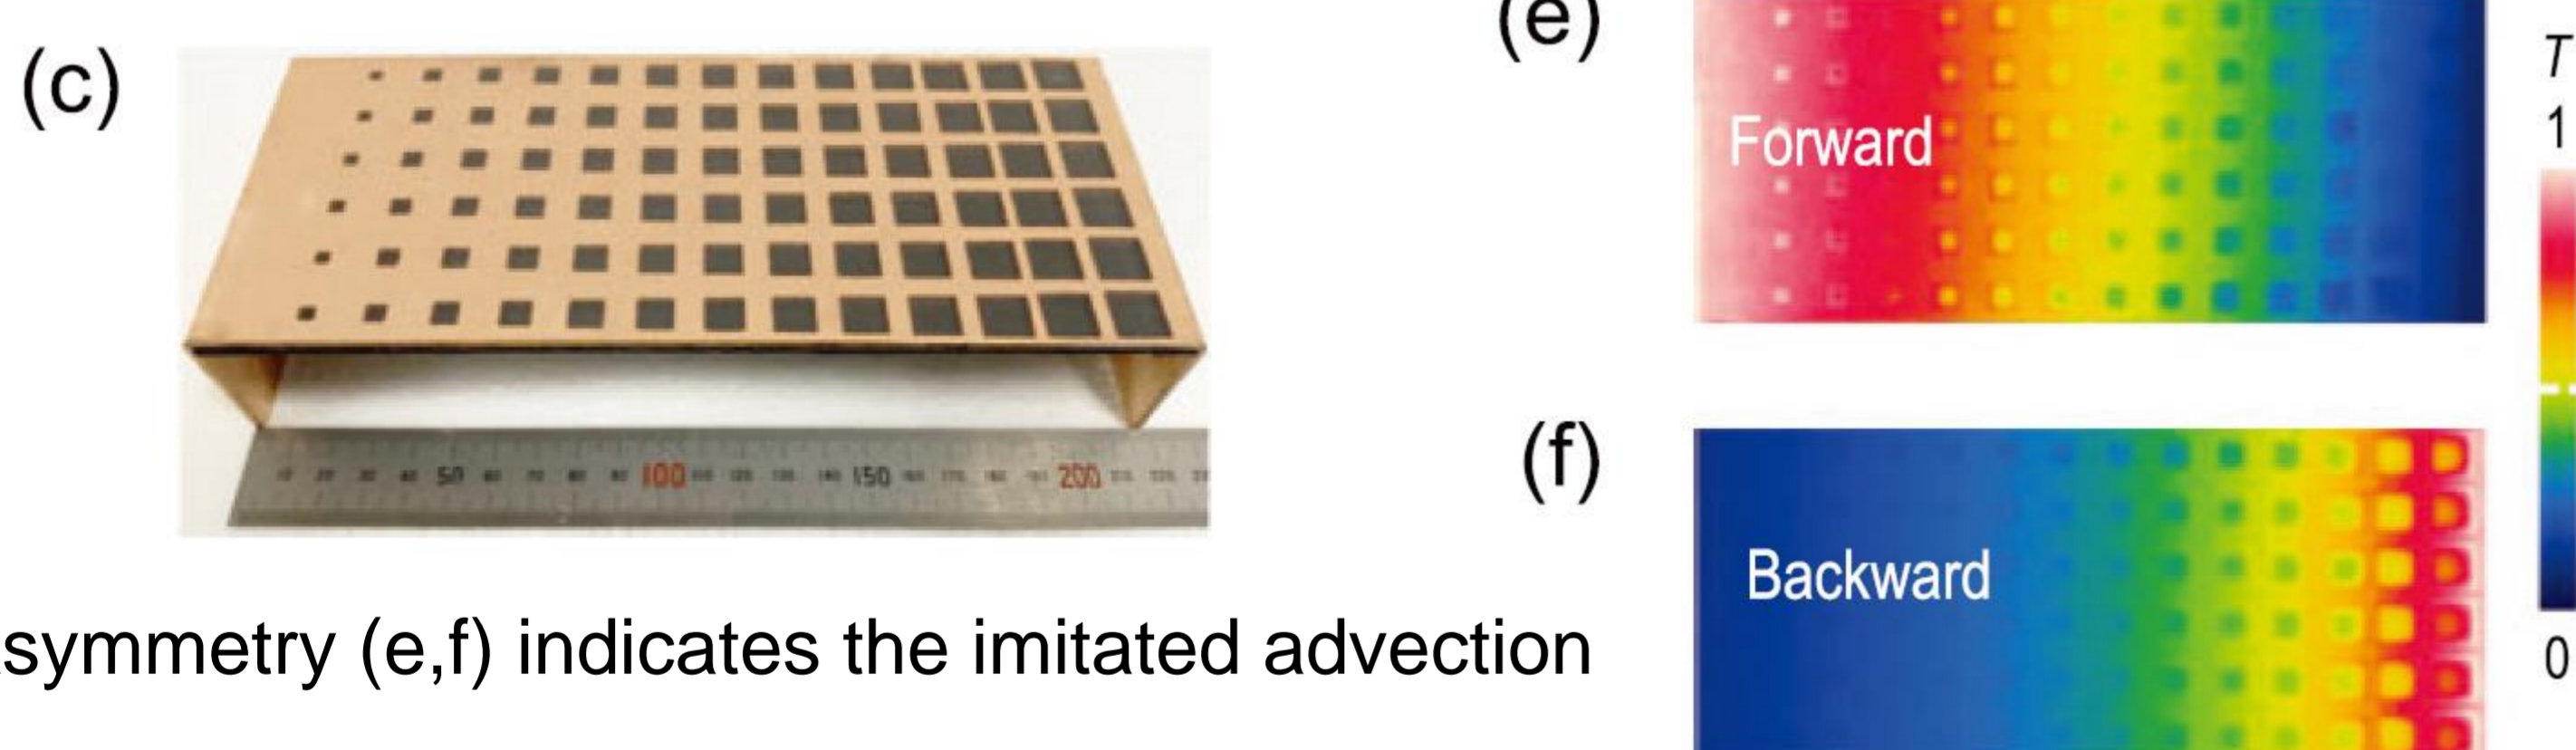 (c)
(e)
T
1
Forward
50 100 150 200
(f)
Backward
symmetry (e,f) indicates the imitated advection
0